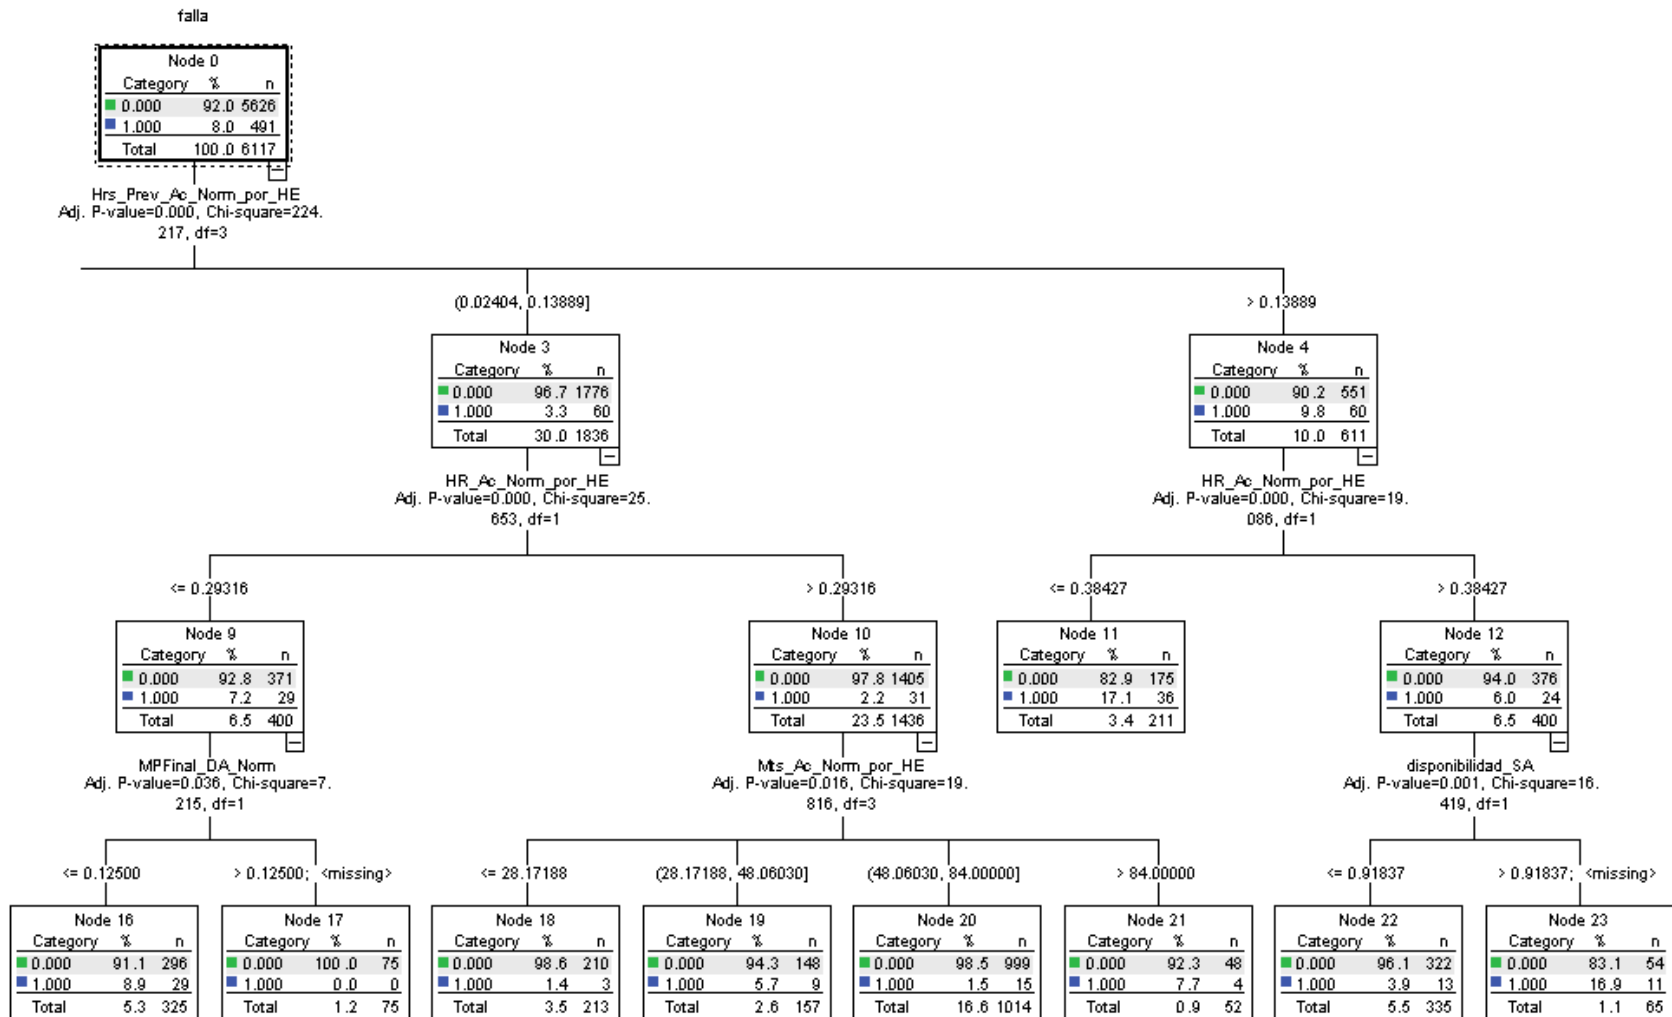 falla
Node 0
Category % n
0.000 92.0 5626
1.000 8.0 491
Total 100.0 6117
Hrs_Prev_Ac_Norm_por_HE
Adj. P-value=0.000, Chi-square=224.
217, df=3
(0.02404, 0.13889]
> 0.13889
Node 3
Category % n
0.000 96.7 1776
1.000 3.3 60
Total 30.0 1836
HR_Ac_Norm_por_HE
Adj. P-value=0.000, Chi-square=25.
653, df=1
Node 4
Category % n
0.000 90.2 551
1.000 9.8 60
Total 10.0 611
HR_Ac_Norm_por_HE
Adj. P-value=0.000, Chi-square=19.
086, df=1
<= 0.29316
> 0.29316
<= 0.38427
> 0.38427
Node 9
Category % n
0.000 92.8 371
1.000 7.2 29
Total 6.5 400
MPFinal_DA_Norm
Adj. P-value=0.036, Chi-square=7.
215, df=1
Node 10
Category % n
0.000 97.8 1405
1.000 2.2 31
Total 23.5 1436
Mts_Ac_Norm_por_HE
Adj. P-value=0.016, Chi-square=19.
816, df=3
Node 11
Category % n
0.000 82.9 175
1.000 17.1 36
Total 3.4 211
Node 12
Category % n
0.000 94.0 376
1.000 6.0 24
Total 6.5 400
disponibilidad_SA
Adj. P-value=0.001, Chi-square=16.
419, df=1
<= 0.12500
> 0.12500; <missing>
<= 28.17188
(28.17188, 48.06030]
(48.06030, 84.00000]
> 84.00000
<= 0.91837
> 0.91837; <missing>
Node 16
Category % n
0.000 91.1 296
1.000 8.9 29
Total 5.3 325
Node 17
Category % n
0.000 100.0 75
1.000 0.0 0
Total 1.2 75
Node 18
Category % n
0.000 98.6 210
1.000 1.4 3
Total 3.5 213
Node 19
Category % n
0.000 94.3 148
1.000 5.7 9
Total 2.6 157
Node 20
Category % n
0.000 98.5 999
1.000 1.5 15
Total 16.6 1014
Node 21
Category % n
0.000 92.3 48
1.000 7.7 4
Total 0.9 52
Node 22
Category % n
0.000 96.1 322
1.000 3.9 13
Total 5.5 335
Node 23
Category % n
0.000 83.1 54
1.000 16.9 11
Total 1.1 65